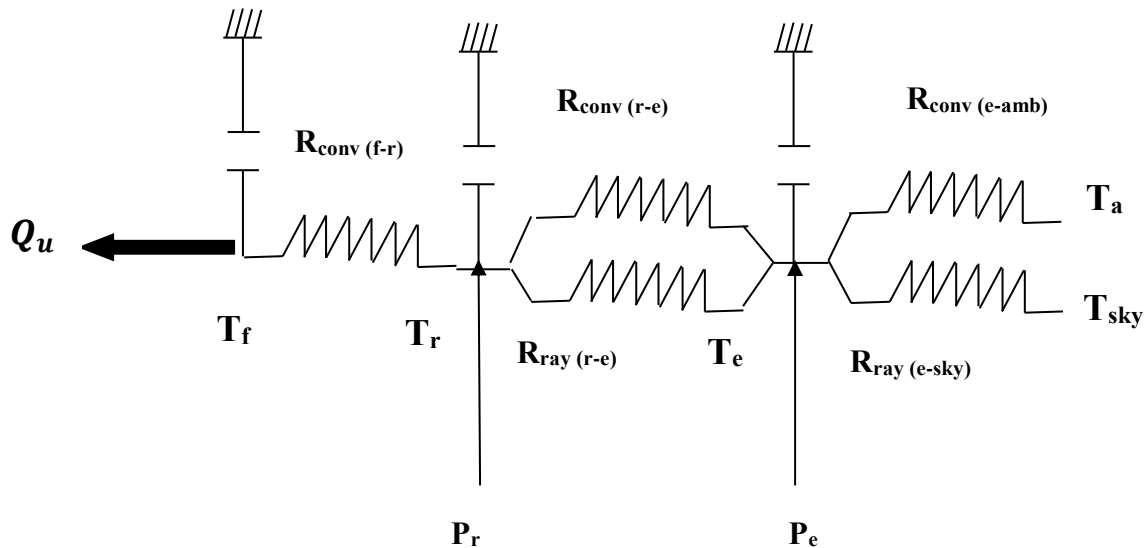 R_conv (r-e)
R_conv (e-amb)
R_conv (f-r)
T_a
Q_u
T_sky
T_f
T_r
R_ray (r-e)
T_e
R_ray (e-sky)
P_r
P_e